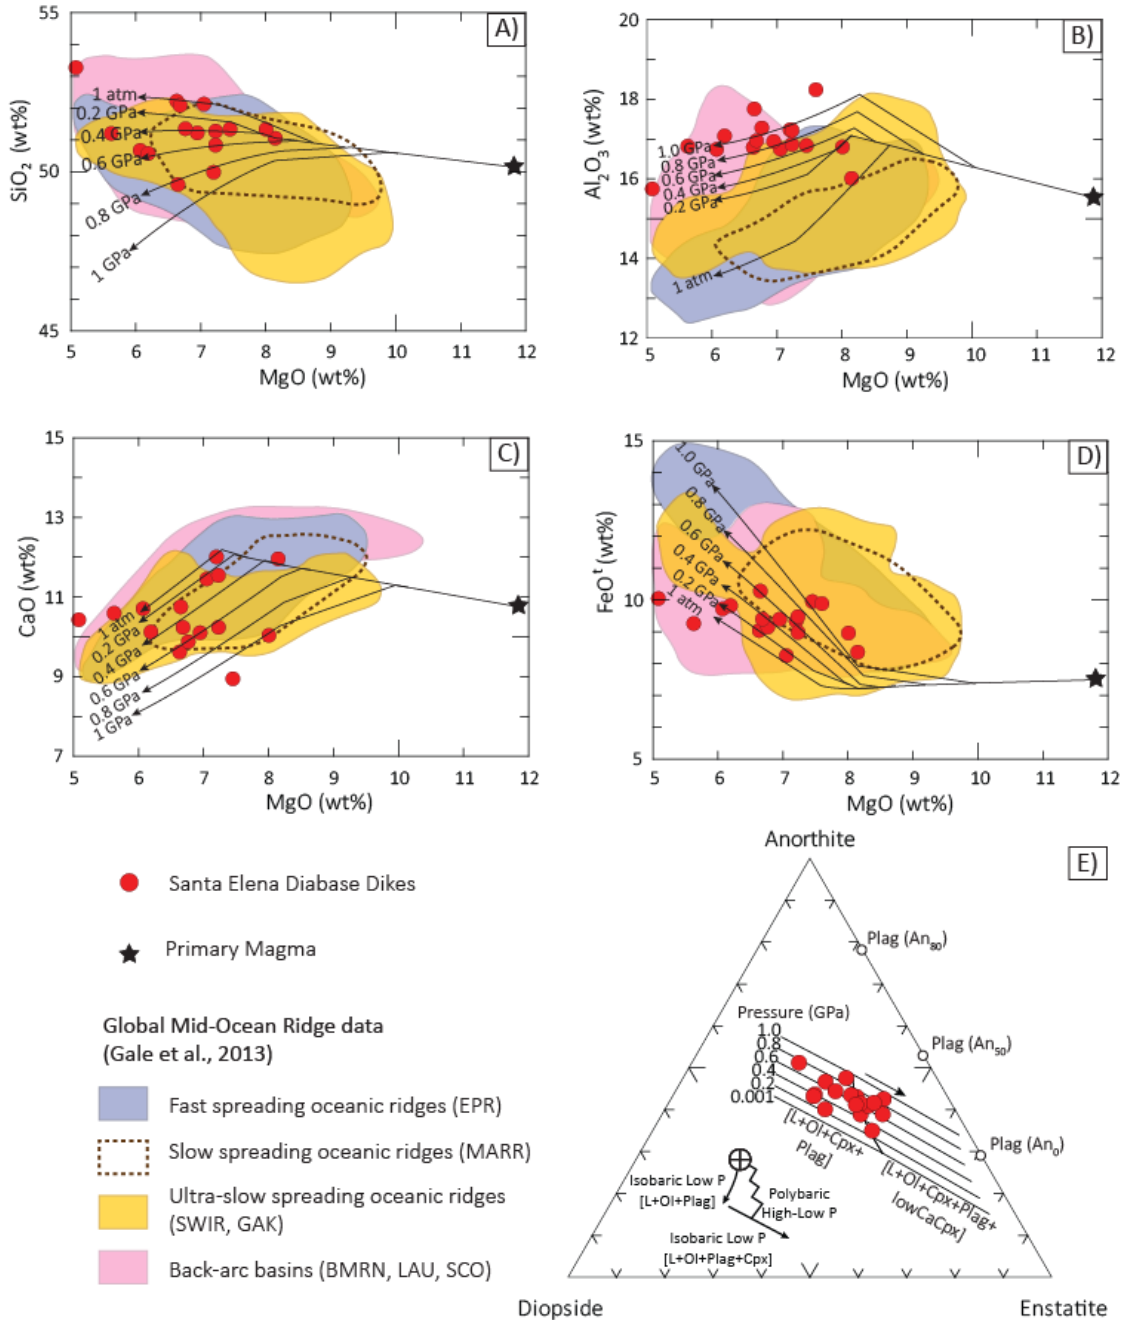 A)
55
50
45
SiO₂ (wt%)
1 atm
0.2 GPa
0.4 GPa
0.6 GPa
0.8 GPa
1 GPa
5 6 7 8 9 10 11 12
MgO (wt%)
B)
20
18
16
14
12
Al₂O₃ (wt%)
1.0 GPa
0.8 GPa
0.6 GPa
0.4 GPa
0.2 GPa
1 atm
5 6 7 8 9 10 11 12
MgO (wt%)
C)
15
13
11
9
7
CaO (wt%)
1 atm
0.2 GPa
0.4 GPa
0.6 GPa
0.8 GPa
1 GPa
5 6 7 8 9 10 11 12
MgO (wt%)
D)
15
10
5
FeOᵗ (wt%)
1.0 GPa
0.8 GPa
0.6 GPa
0.4 GPa
0.2 GPa
1 atm
5 6 7 8 9 10 11 12
MgO (wt%)
Santa Elena Diabase Dikes
Primary Magma
Global Mid-Ocean Ridge data
(Gale et al., 2013)
Fast spreading oceanic ridges (EPR)
Slow spreading oceanic ridges (MARR)
Ultra-slow spreading oceanic ridges
(SWIR, GAK)
Back-arc basins (BMRN, LAU, SCO)
E)
Anorthite
Plag (An₈₀)
Plag (An₅₀)
Plag (An₀)
Pressure (GPa)
1.0
0.8
0.6
0.4
0.2
0.001
[L+Ol+Cpx+
Plag]
[L+Ol+Cpx+Plag+
lowCaCpx]
Isobaric Low P
[L+Ol+Plag]
Polybaric
High-Low P
Isobaric Low P
[L+Ol+Plag+Cpx]
Diopside
Enstatite